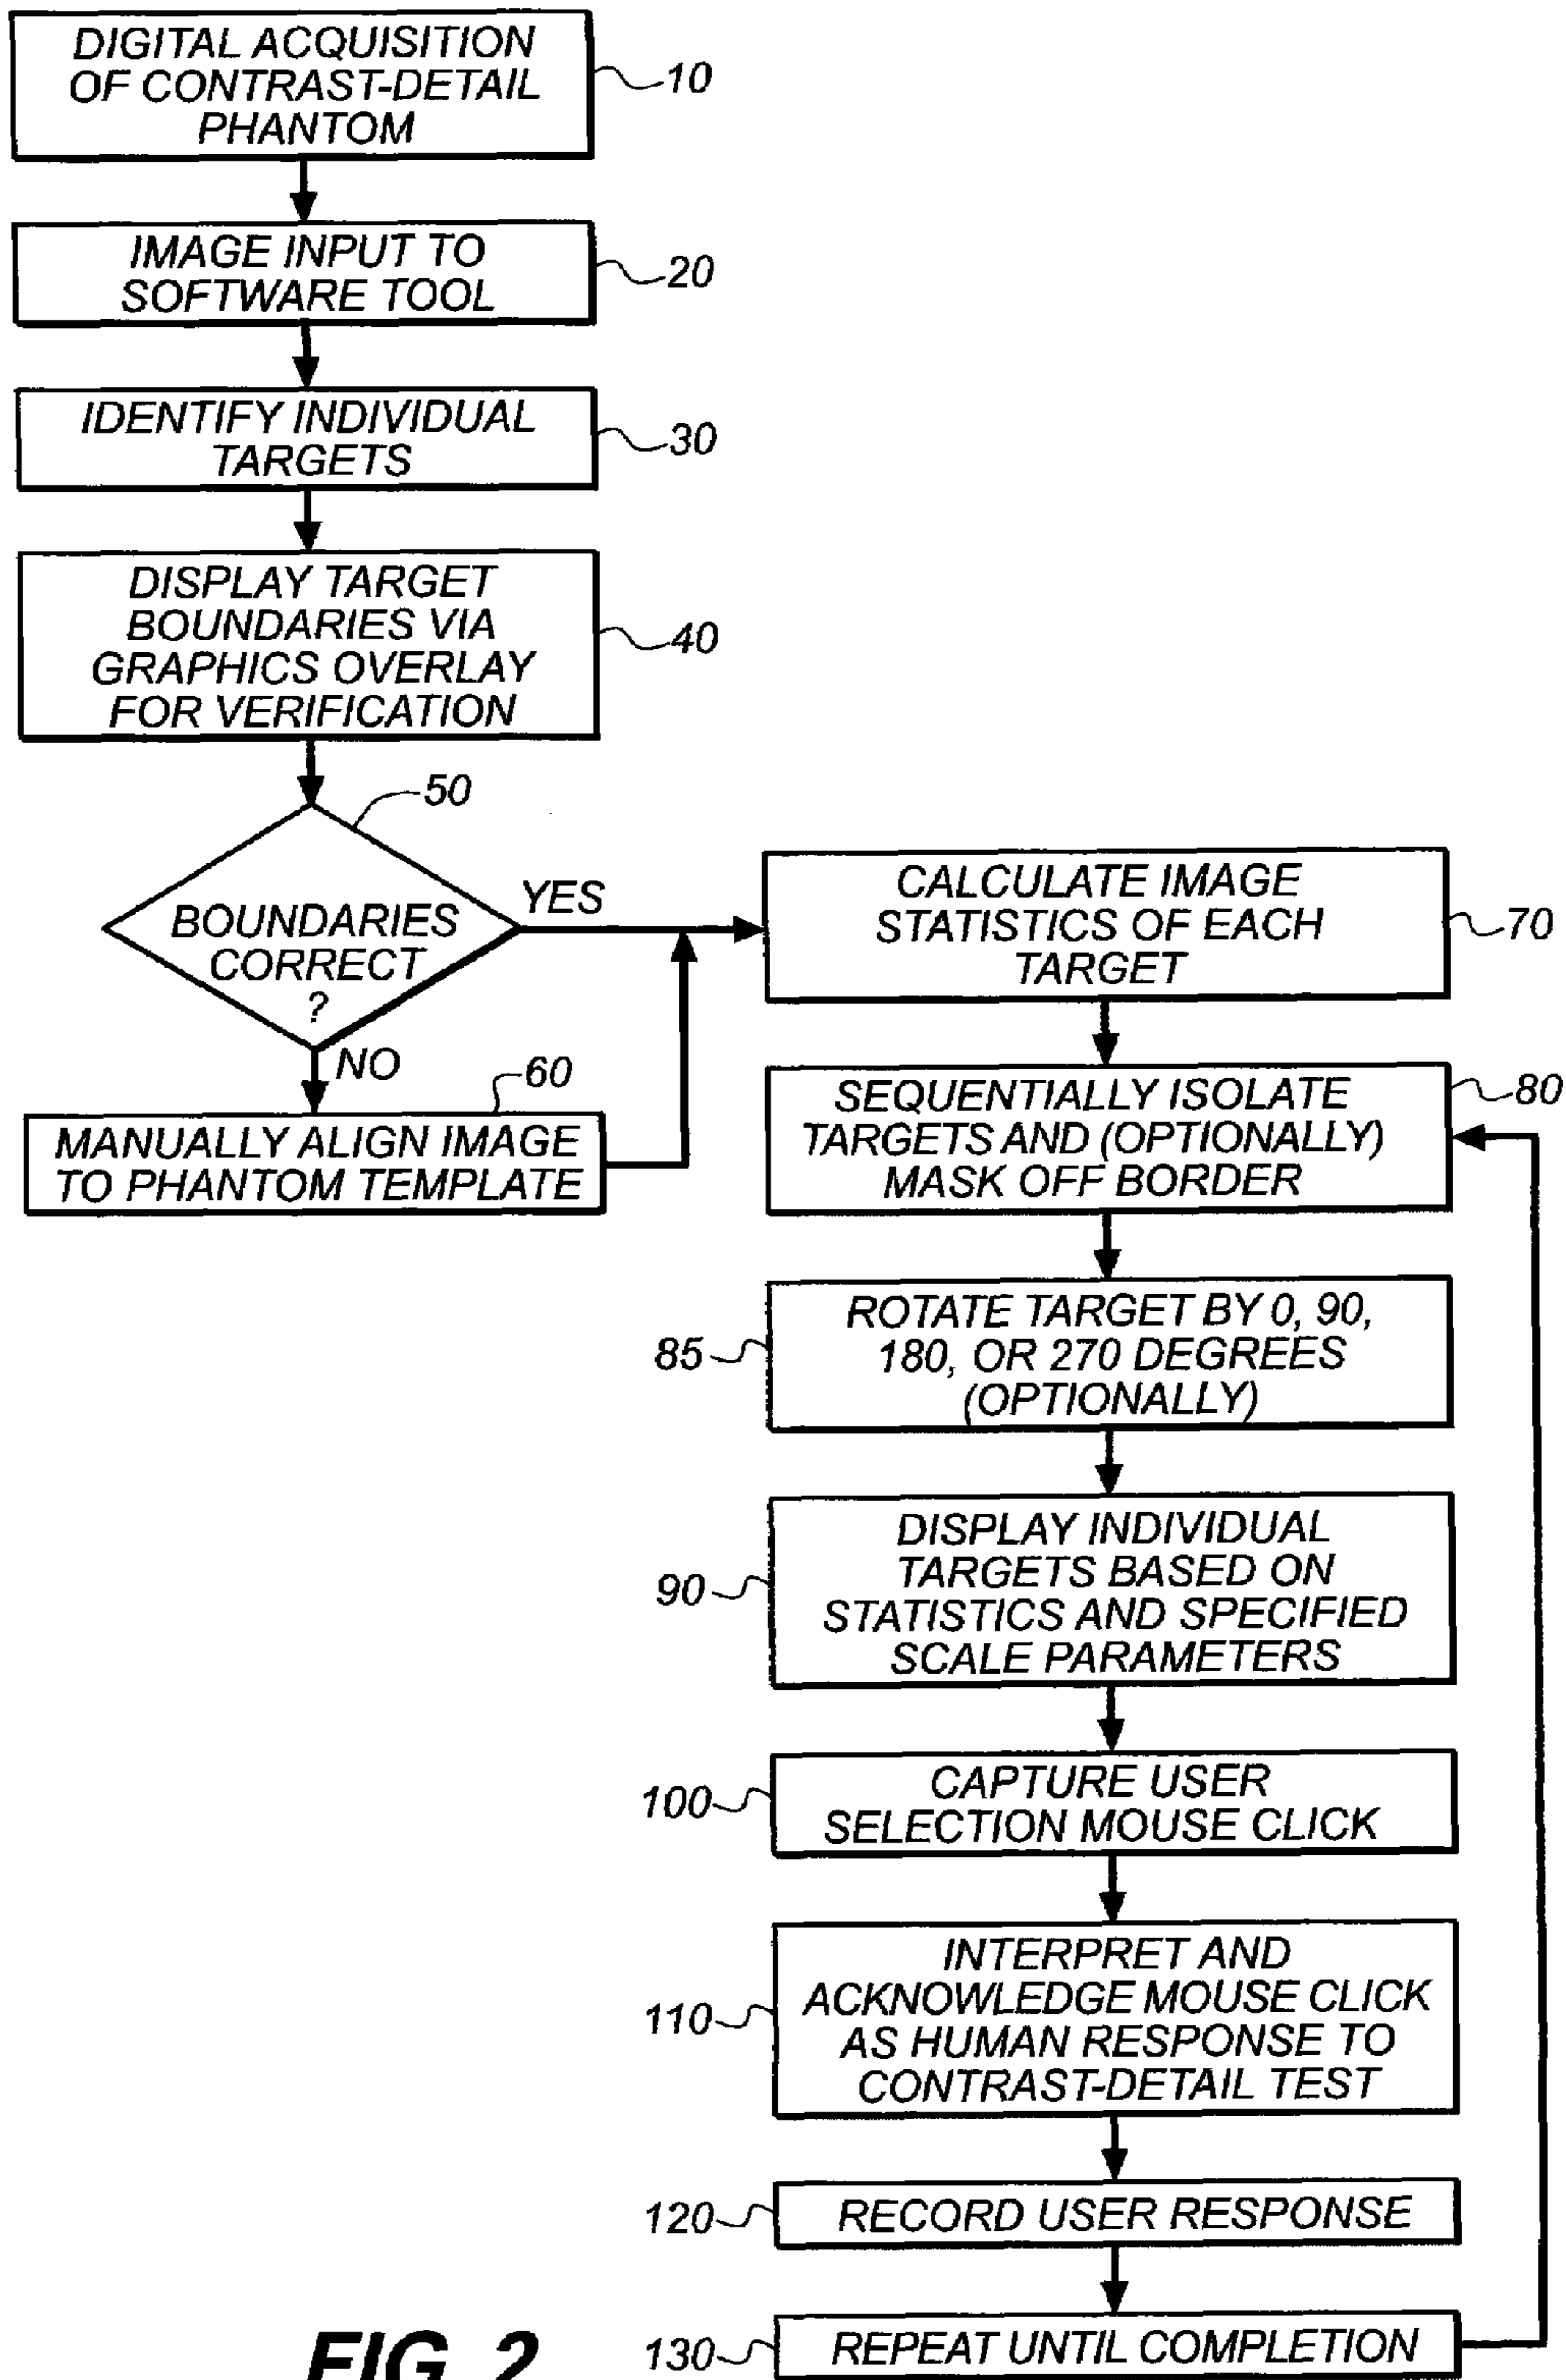 DIGITAL ACQUISITION
OF CONTRAST-DETAIL
PHANTOM
10
IMAGE INPUT TO
SOFTWARE TOOL
20
IDENTIFY INDIVIDUAL
TARGETS
30
DISPLAY TARGET
BOUNDARIES VIA
GRAPHICS OVERLAY
FOR VERIFICATION
40
50
BOUNDARIES
CORRECT
?
YES
NO
60
MANUALLY ALIGN IMAGE
TO PHANTOM TEMPLATE
CALCULATE IMAGE
STATISTICS OF EACH
TARGET
70
SEQUENTIALLY ISOLATE
TARGETS AND (OPTIONALLY)
MASK OFF BORDER
80
ROTATE TARGET BY 0, 90,
180, OR 270 DEGREES
(OPTIONALLY)
85
DISPLAY INDIVIDUAL
TARGETS BASED ON
STATISTICS AND SPECIFIED
SCALE PARAMETERS
90
CAPTURE USER
SELECTION MOUSE CLICK
100
INTERPRET AND
ACKNOWLEDGE MOUSE CLICK
AS HUMAN RESPONSE TO
CONTRAST-DETAIL TEST
110
RECORD USER RESPONSE
120
REPEAT UNTIL COMPLETION
130
FIG. 2